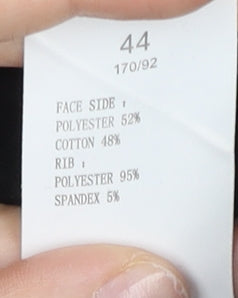 44
170/92
FACE SIDE :
POLYESTER 52%
COTTON 48%
RIB :
POLYESTER 95%
SPANDEX 5%